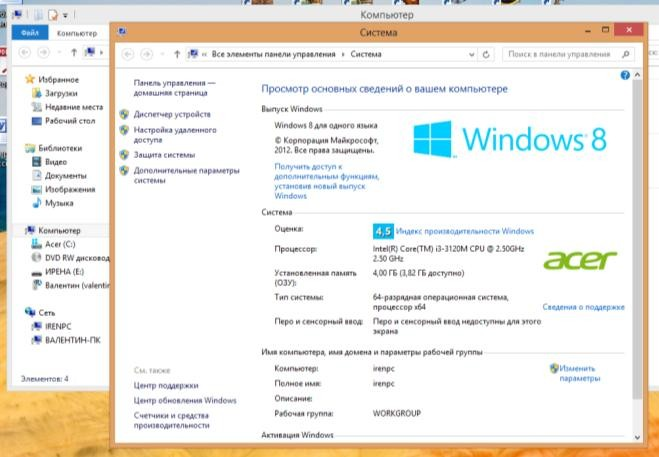 Компьютер
Файл
Компьютер
Избранное
Загрузки
Недавние места
Рабочий стол
Библиотеки
Видео
Документы
Изображения
Музыка
Компьютер
Acer (C:)
DVD RW дисковод
ИРЕНА (E:)
Валентин (valentin
Сеть
IRENPC
ВАЛЕНТИН-ПК
Элементов: 4
Система
« Все элементы панели управления › Система
Поиск в панели управления
Панель управления —
домашняя страница
Диспетчер устройств
Настройка удаленного
доступа
Защита системы
Дополнительные параметры
системы
См. также
Центр поддержки
Центр обновления Windows
Счетчики и средства
производительности
Просмотр основных сведений о вашем компьютере
Выпуск Windows
Windows 8 для одного языка
© Корпорация Майкрософт,
2012. Все права защищены.
Получить доступ к
дополнительным функциям,
установив новый выпуск
Windows
Windows 8
Система
Оценка: 4,5 Индекс производительности Windows
Процессор: Intel(R) Core(TM) i3-3120M CPU @ 2.50GHz
2.50 GHz
acer
Установленная память
(ОЗУ): 4,00 ГБ (3,82 ГБ доступно)
Тип системы: 64-разрядная операционная система,
процессор x64
Сведения о поддержке
Перо и сенсорный ввод: Перо и сенсорный ввод недоступны для этого
экрана
Имя компьютера, имя домена и параметры рабочей группы
Компьютер: irenpc
Изменить
параметры
Полное имя: irenpc
Описание:
Рабочая группа: WORKGROUP
Активация Windows